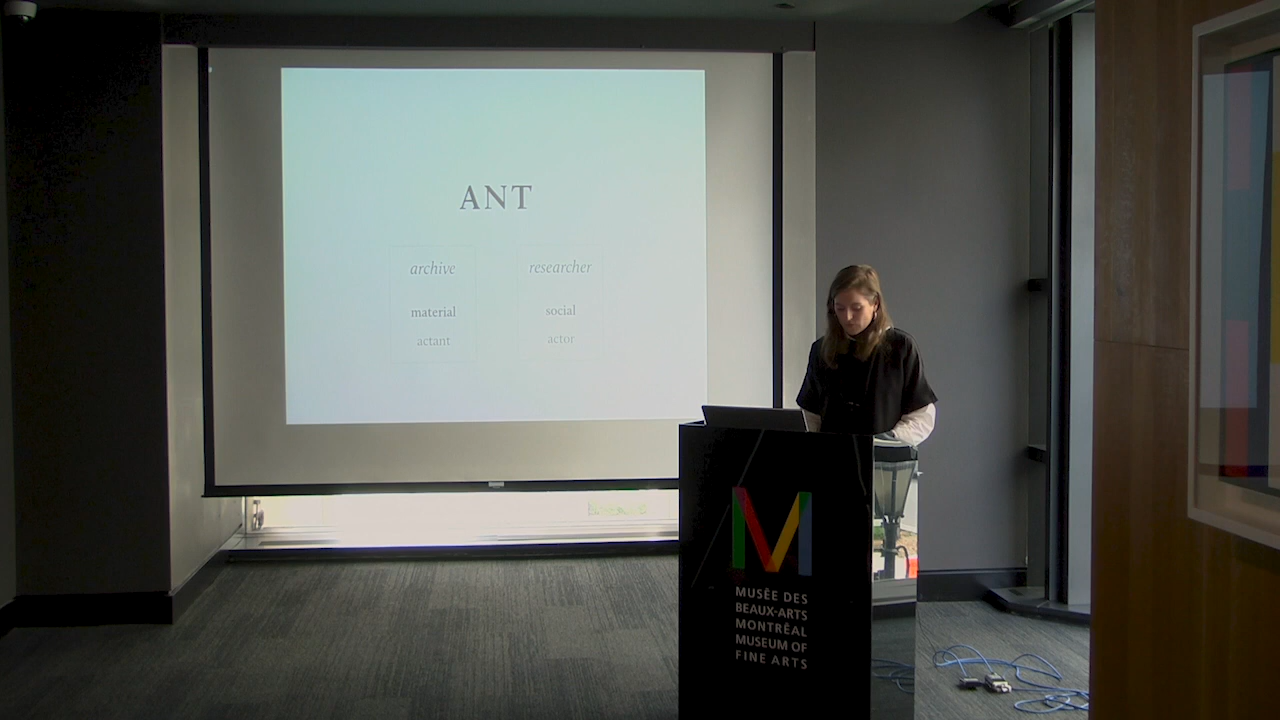 ANT
archive
researcher
material
social
actant
actor
M
MUSÉE DES
BEAUX-ARTS
MONTRÉAL
MUSEUM OF
FINE ARTS